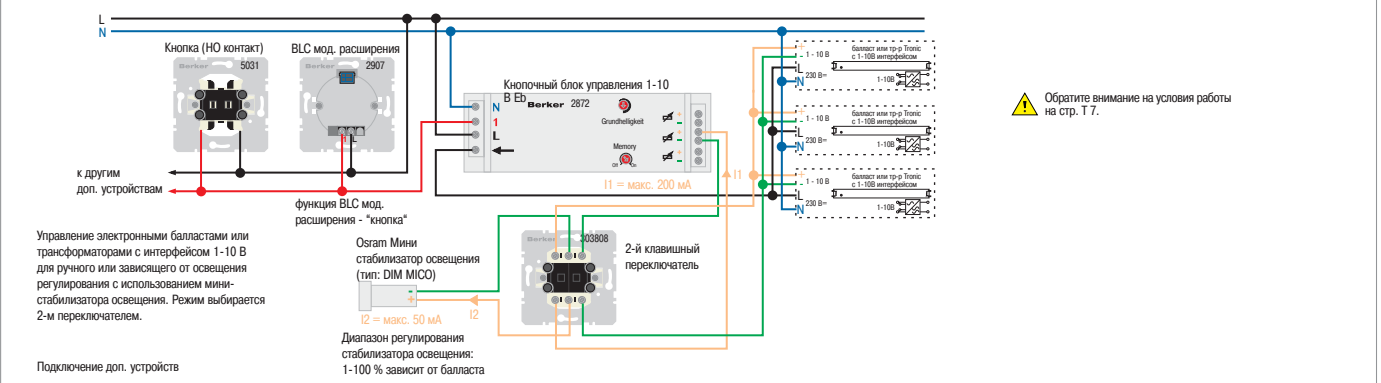 L
N
Кнопка (НО контакт)
Berker
5031
BLC мод. расширения
Berker
2907
1 L
Кнопочный блок управления 1-10
В Eb
Berker 2872
N
1
L
Grundhelligkeit
Memory
Off On
+
-
+
-
+
-
I1
I1 = макс. 200 мА
+
- 1 - 10 В
балласт или тр-р Tronic
с 1-10В интерфейсом
L
230 В=
N
1-10В
+
- 1 - 10 В
балласт или тр-р Tronic
с 1-10В интерфейсом
L
230 В=
N
1-10В
+
- 1 - 10 В
балласт или тр-р Tronic
с 1-10В интерфейсом
L
230 В=
N
1-10В
Обратите внимание на условия работы
на стр. Т 7.
к другим
доп. устройствам
функция BLC мод.
расширения - "кнопка"
Управление электронными балластами или
трансформаторами с интерфейсом 1-10 В
для ручного или зависящего от освещения
регулирования с использованием мини-
стабилизатора освещения. Режим выбирается
2-м переключателем.
Osram Мини
стабилизатор освещения
(тип: DIM MICO)
-
+
I2
I2 = макс. 50 мА
Berker
303808
2-й клавишный
переключатель
Диапазон регулирования
стабилизатора освещения:
1-100 % зависит от балласта
Подключение доп. устройств